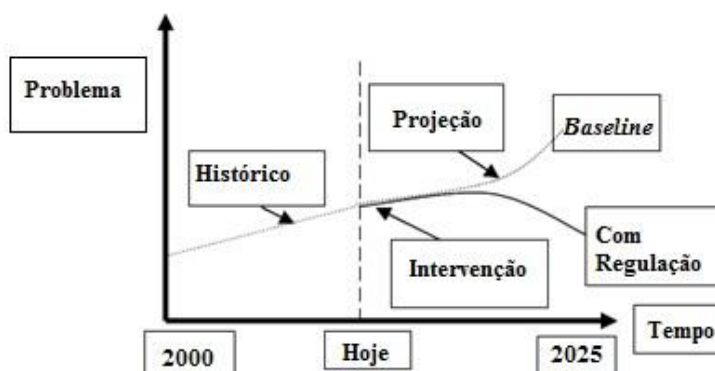 Problema
Projeção
Baseline
Histórico
Intervenção
Com
Regulação
Tempo
2000
Hoje
2025